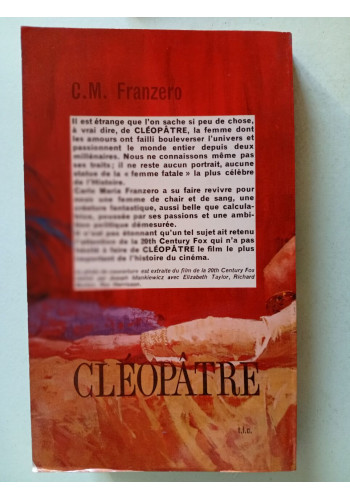 C.M. Franzero
Il est étrange que l'on sache si peu de chose,
à vrai dire, de CLÉOPÂTRE, la femme dont
les amours ont failli bouleverser l'univers et
passionnent le monde entier depuis deux
millénaires. Nous ne connaissons même pas
ses traits; il ne reste aucun portrait, aucune
statue de la « femme fatale » la plus célèbre
de l'Histoire.
Carlo Maria Franzero a su faire revivre pour
nous une femme de chair et de sang, une
créature fantastique, aussi belle que calcula-
trice, poussée par ses passions et une ambi-
tion politique démesurée.
Il n'est pas étonnant qu'un tel sujet ait retenu
l'attention de la 20th Century Fox qui n'a pas
hésité à faire de CLÉOPÂTRE le film le plus
important de l'histoire du cinéma.
La photo de couverture est extraite du film de la 20th Century Fox
Mankiewicz avec Elizabeth Taylor, Richard
CLÉOPÂTRE
t.l.c.